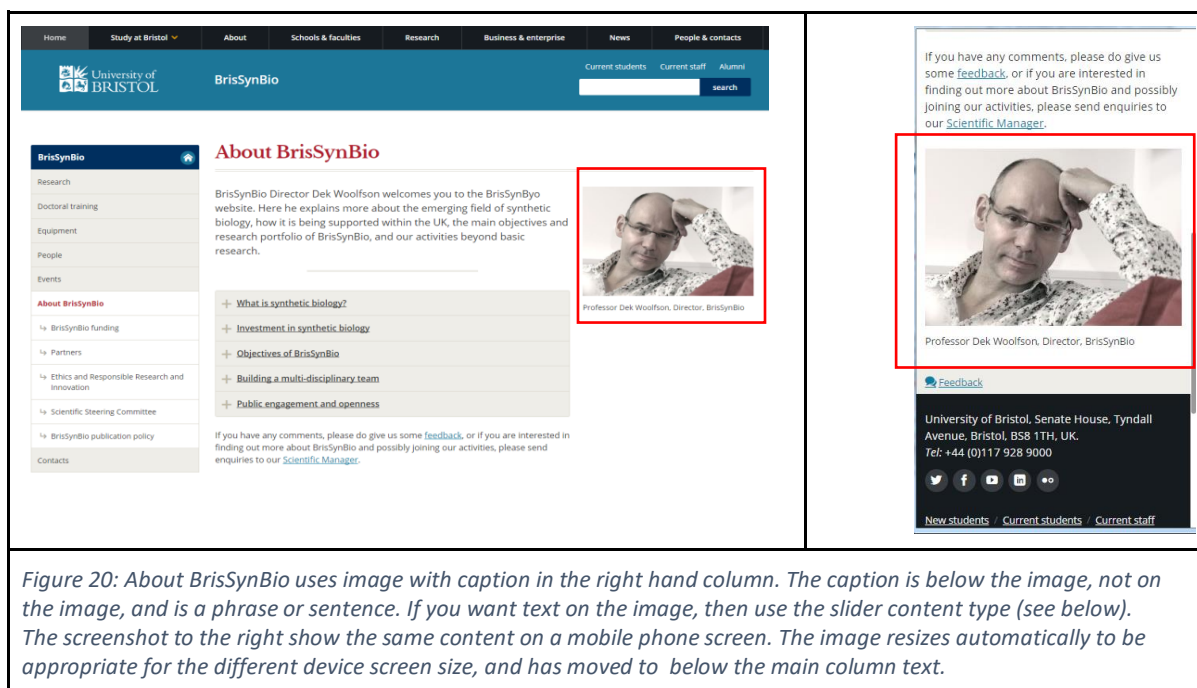 Home Study at Bristol About Schools & faculties Research Business & enterprise News People & contacts
Current students Current staff Alumni
University of
BRISTOL
BrisSynBio
search
BrisSynBio
Research
Doctoral training
Equipment
People
Events
About BrisSynBio
BrisSynBio funding
Partners
Ethics and Responsible Research and
Innovation
Scientific Steering Committee
BrisSynBio publication policy
Contacts
About BrisSynBio
BrisSynBio Director Dek Woolfson welcomes you to the BrisSynByo
website. Here he explains more about the emerging field of synthetic
biology, how it is being supported within the UK, the main objectives and
research portfolio of BrisSynBio, and our activities beyond basic
research.
What is synthetic biology?
Investment in synthetic biology
Objectives of BrisSynBio
Building a multi-disciplinary team
Public engagement and openness
If you have any comments, please do give us some feedback, or if you are interested in
finding out more about BrisSynBio and possibly joining our activities, please send
enquiries to our Scientific Manager.
Professor Dek Woolfson, Director, BrisSynBio
If you have any comments, please do give us
some feedback, or if you are interested in
finding out more about BrisSynBio and possibly
joining our activities, please send enquiries to
our Scientific Manager.
Professor Dek Woolfson, Director, BrisSynBio
Feedback
University of Bristol, Senate House, Tyndall
Avenue, Bristol, BS8 1TH, UK.
Tel: +44 (0)117 928 9000
New students / Current students / Current staff
Figure 20: About BrisSynBio uses image with caption in the right hand column. The caption is below the image, not on
the image, and is a phrase or sentence. If you want text on the image, then use the slider content type (see below).
The screenshot to the right show the same content on a mobile phone screen. The image resizes automatically to be
appropriate for the different device screen size, and has moved to below the main column text.